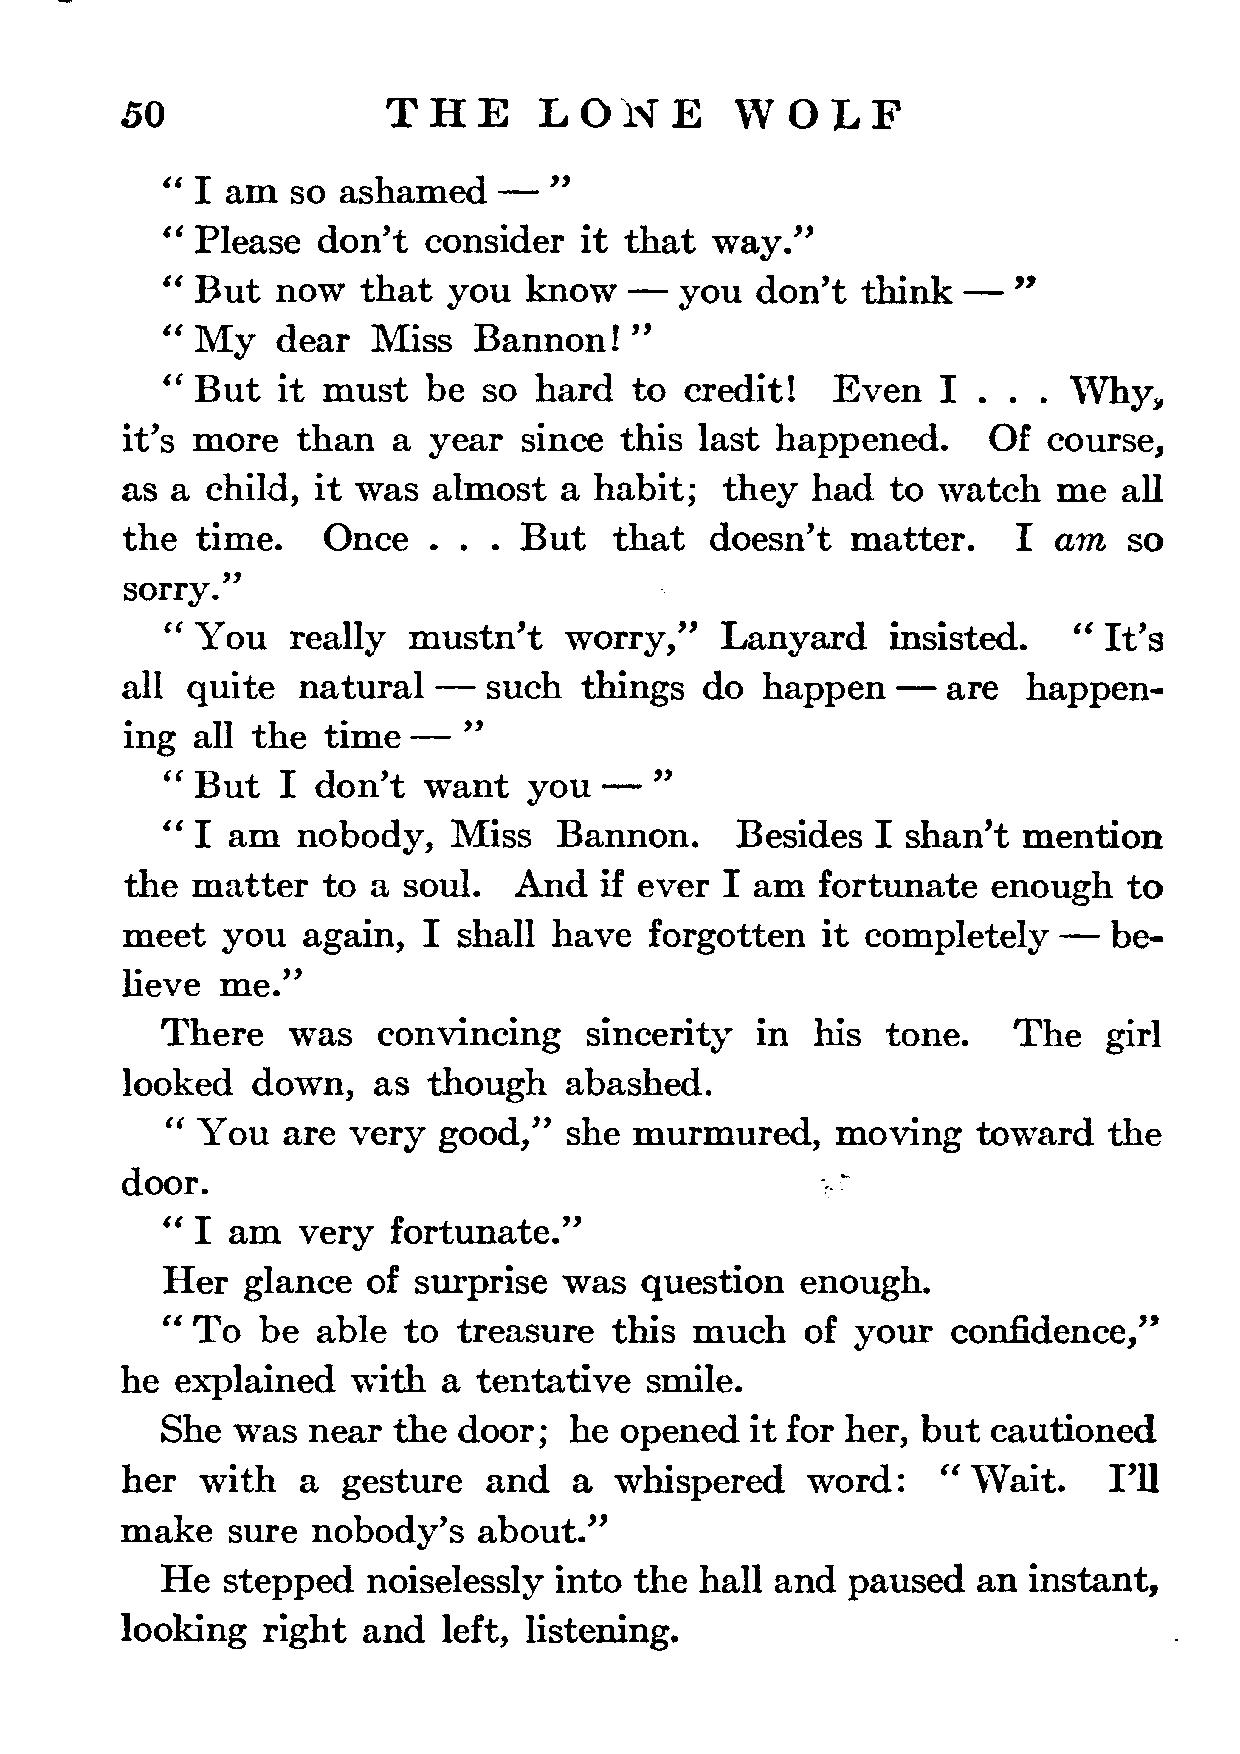 50 THE LONE WOLF
“ I am so ashamed — ”
“ Please don’t consider it that way.”
“ But now that you know — you don’t think — ”
“ My dear Miss Bannon! ”
“ But it must be so hard to credit! Even I . . . Why,
it’s more than a year since this last happened. Of course,
as a child, it was almost a habit; they had to watch me all
the time. Once . . . But that doesn’t matter. I am so
sorry.”
“ You really mustn’t worry,” Lanyard insisted. “ It’s
all quite natural — such things do happen — are happen-
ing all the time — ”
“ But I don’t want you — ”
“ I am nobody, Miss Bannon. Besides I shan’t mention
the matter to a soul. And if ever I am fortunate enough to
meet you again, I shall have forgotten it completely — be-
lieve me.”
There was convincing sincerity in his tone. The girl
looked down, as though abashed.
“ You are very good,” she murmured, moving toward the
door.
“ I am very fortunate.”
Her glance of surprise was question enough.
“ To be able to treasure this much of your confidence,”
he explained with a tentative smile.
She was near the door; he opened it for her, but cautioned
her with a gesture and a whispered word: “ Wait. I’ll
make sure nobody’s about.”
He stepped noiselessly into the hall and paused an instant,
looking right and left, listening.